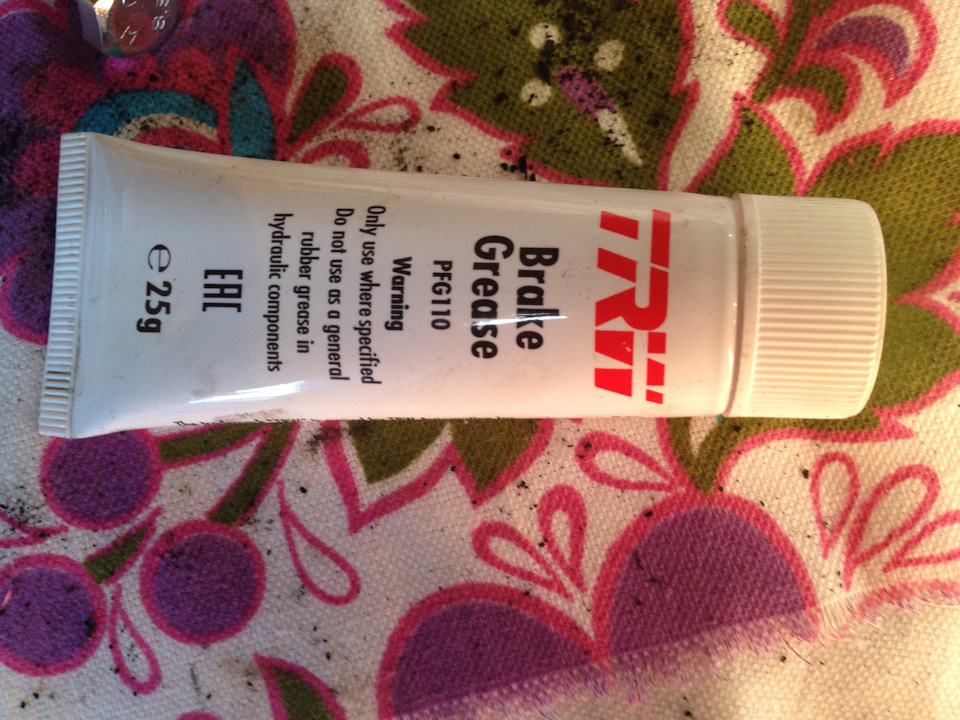 TRW
Brake
Grease
PFG110
Warning
Only use where specified
Do not use as a general
rubber grease in
hydraulic components
EAC
e 25g